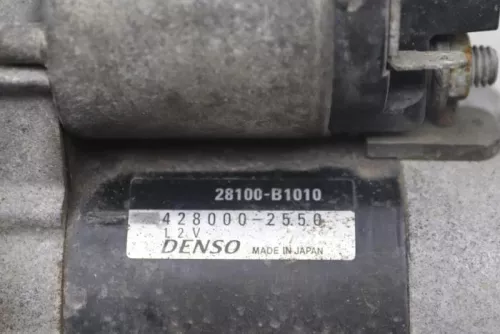 28100-B1010
428000-2550
12V
DENSO MADE IN JAPAN